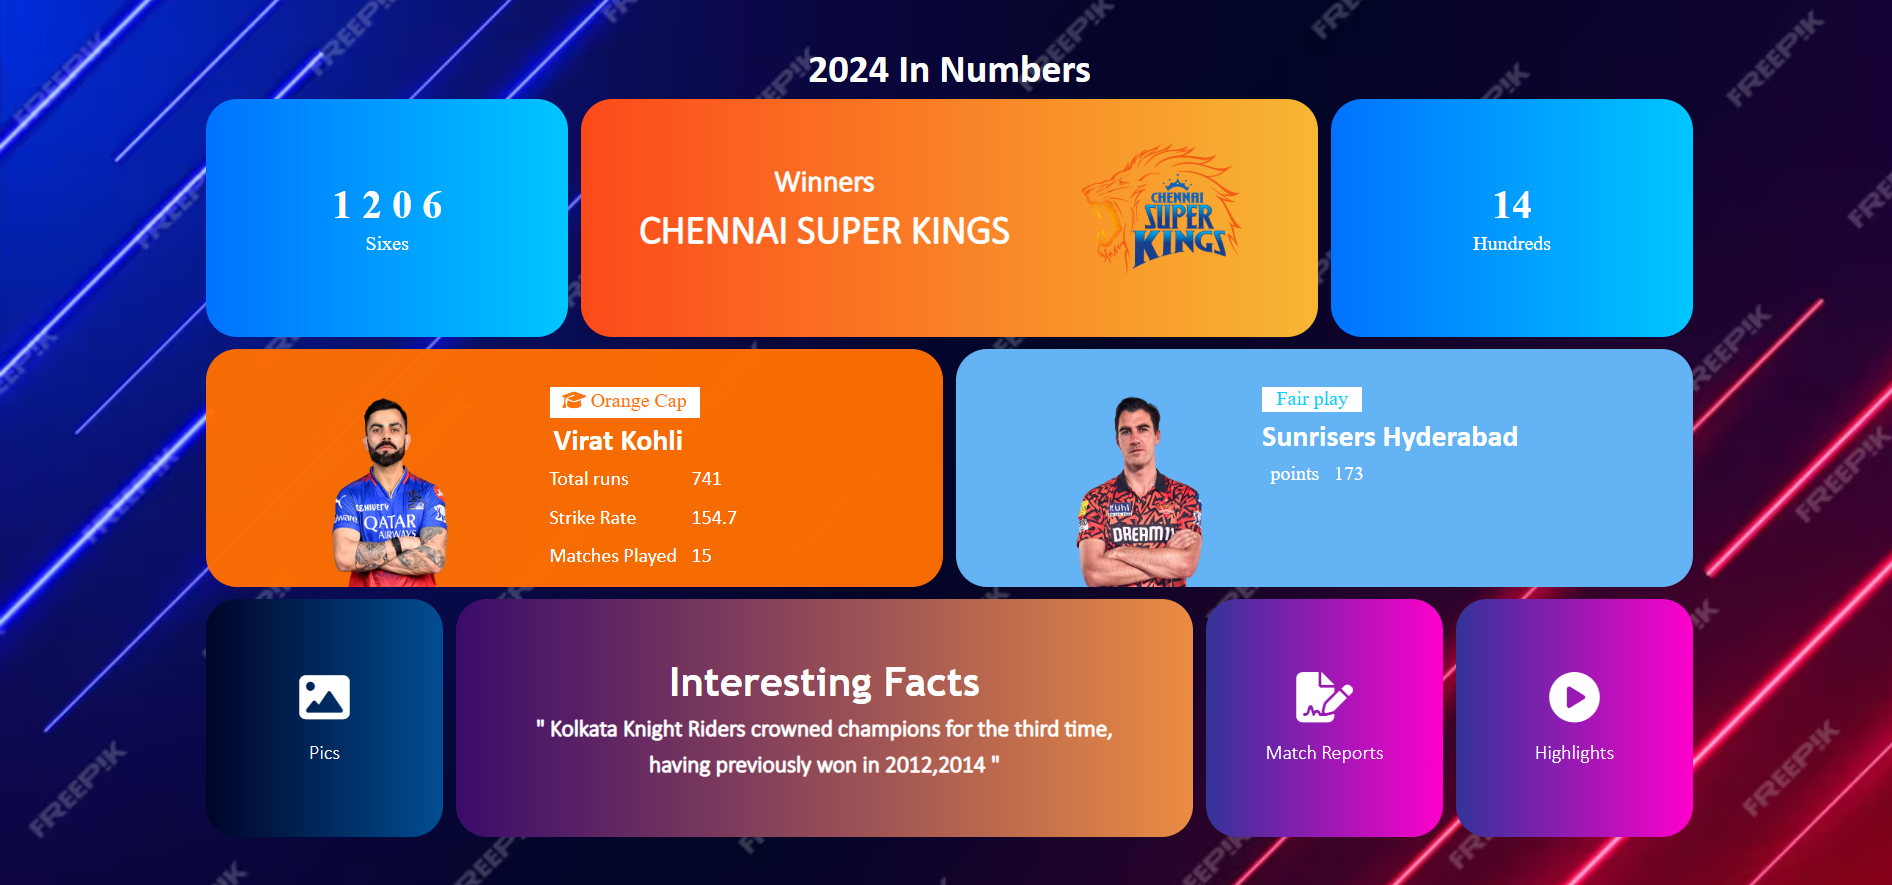 2024 In Numbers
1 2 0 6
Sixes
Winners
CHENNAI SUPER KINGS
CHENNAI
SUPER
KINGS
14
Hundreds
Orange Cap
Virat Kohli
Total runs 741
Strike Rate 154.7
Matches Played 15
QATAR
AIRWAYS
Fair play
Sunrisers Hyderabad
points 173
DREAM11
Pics
Interesting Facts
" Kolkata Knight Riders crowned champions for the third time,
having previously won in 2012,2014 "
Match Reports
Highlights
FREEPIK